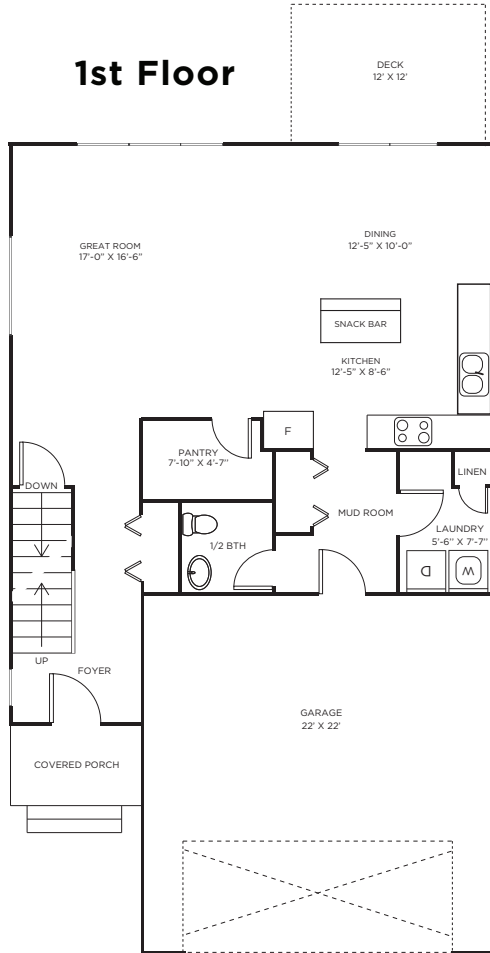 1st Floor
DECK
12' X 12'
GREAT ROOM
17'-0" X 16'-6"
DINING
12'-5" X 10'-0"
SNACK BAR
KITCHEN
12'-5" X 8'-6"
F
PANTRY
7'-10" X 4'-7"
DOWN
LINEN
MUD ROOM
LAUNDRY
5'-6" X 7'-7"
1/2 BTH
D
W
UP
FOYER
GARAGE
22' X 22'
COVERED PORCH